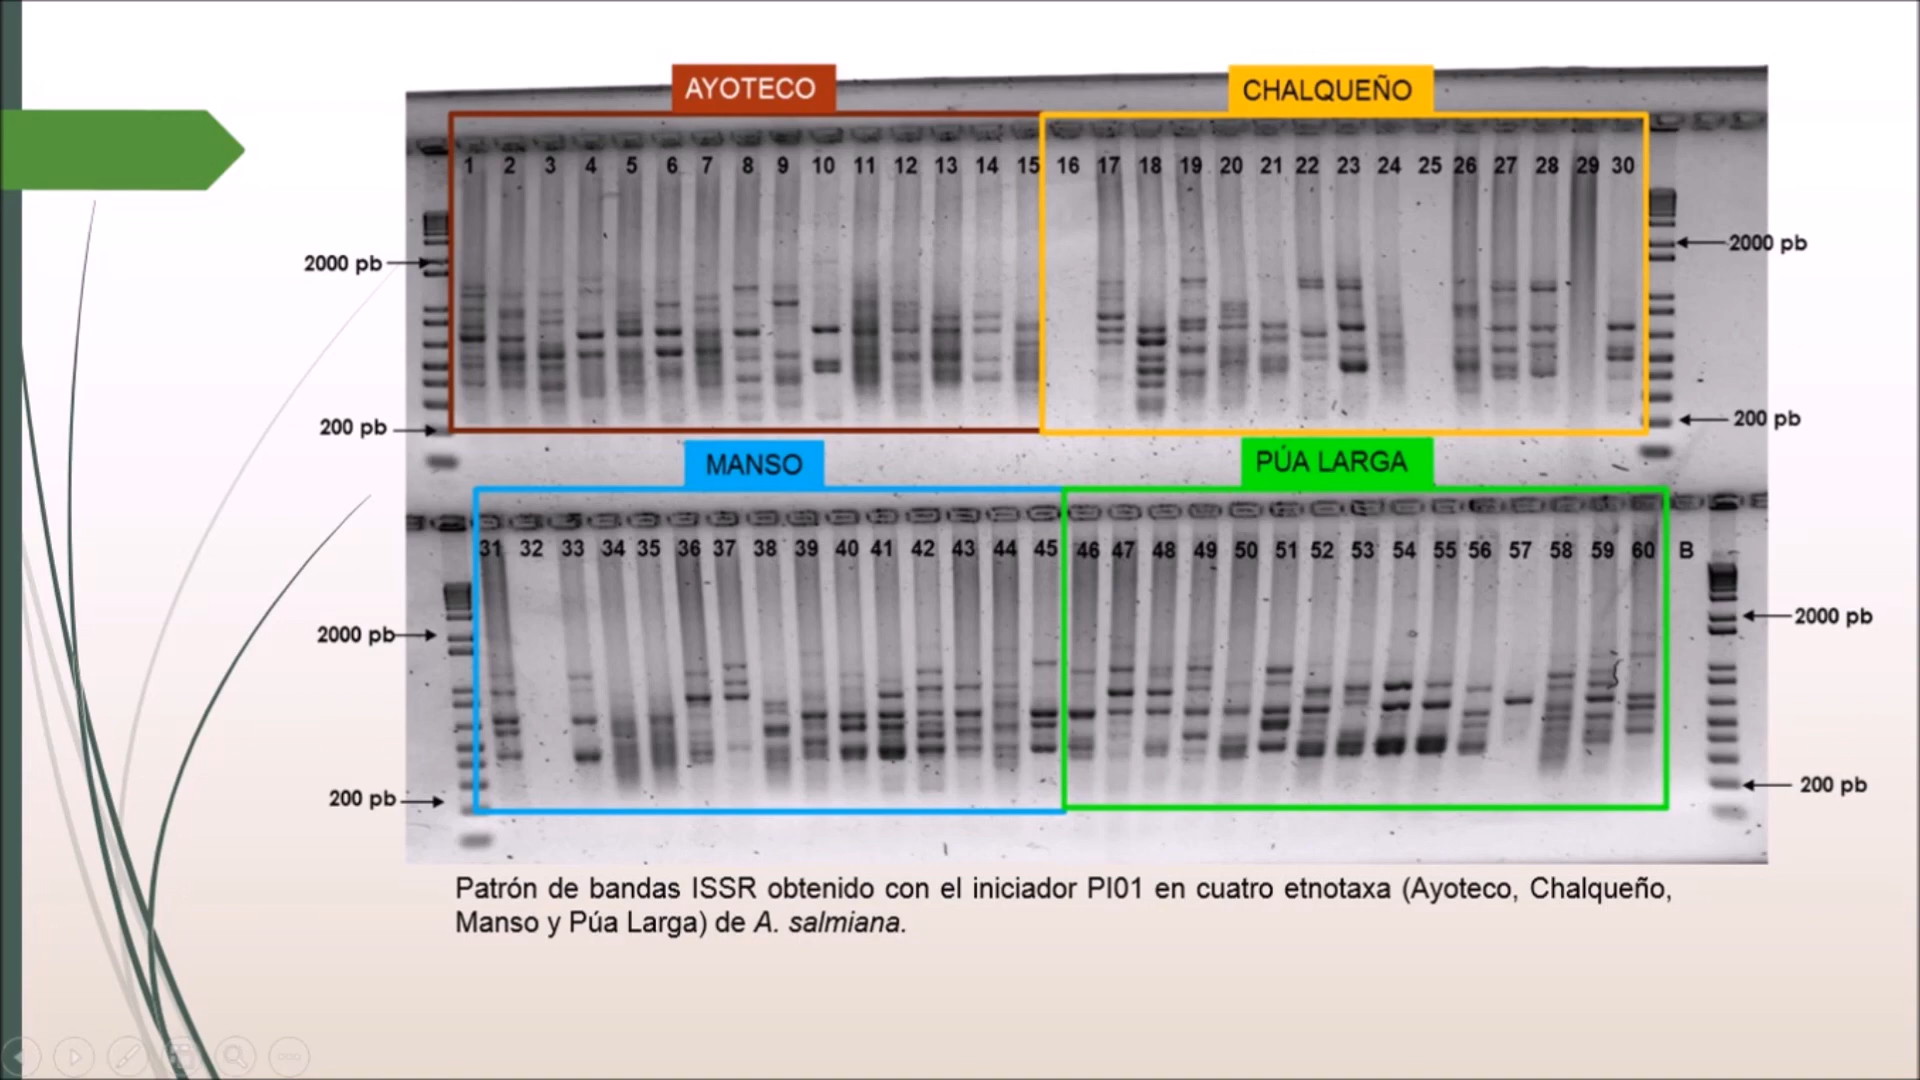 AYOTECO
CHALQUEÑO
1 2 3 4 5 6 7 8 9 10 11 12 13 14 15 16 17 18 19 20 21 22 23 24 25 26 27 28 29 30
2000 pb
2000 pb
200 pb
200 pb
MANSO
PÚA LARGA
31 32 33 34 35 36 37 38 39 40 41 42 43 44 45 46 47 48 49 50 51 52 53 54 55 56 57 58 59 60 B
2000 pb
2000 pb
200 pb
200 pb
Patrón de bandas ISSR obtenido con el iniciador PI01 en cuatro etnotaxa (Ayoteco, Chalqueño,
Manso y Púa Larga) de A. salmiana.